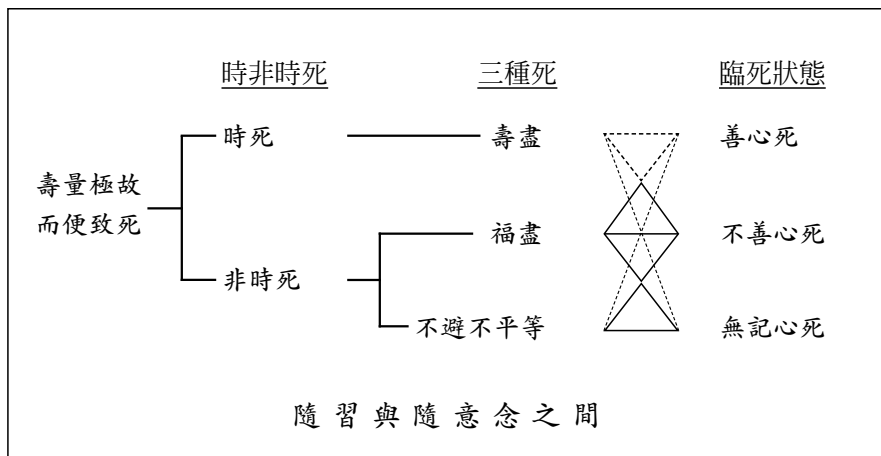 時非時死 三種死 臨死狀態
時死 壽盡 善心死
壽量極故
而便致死
福盡 不善心死
非時死
不避不平等 無記心死
隨習與隨意念之間